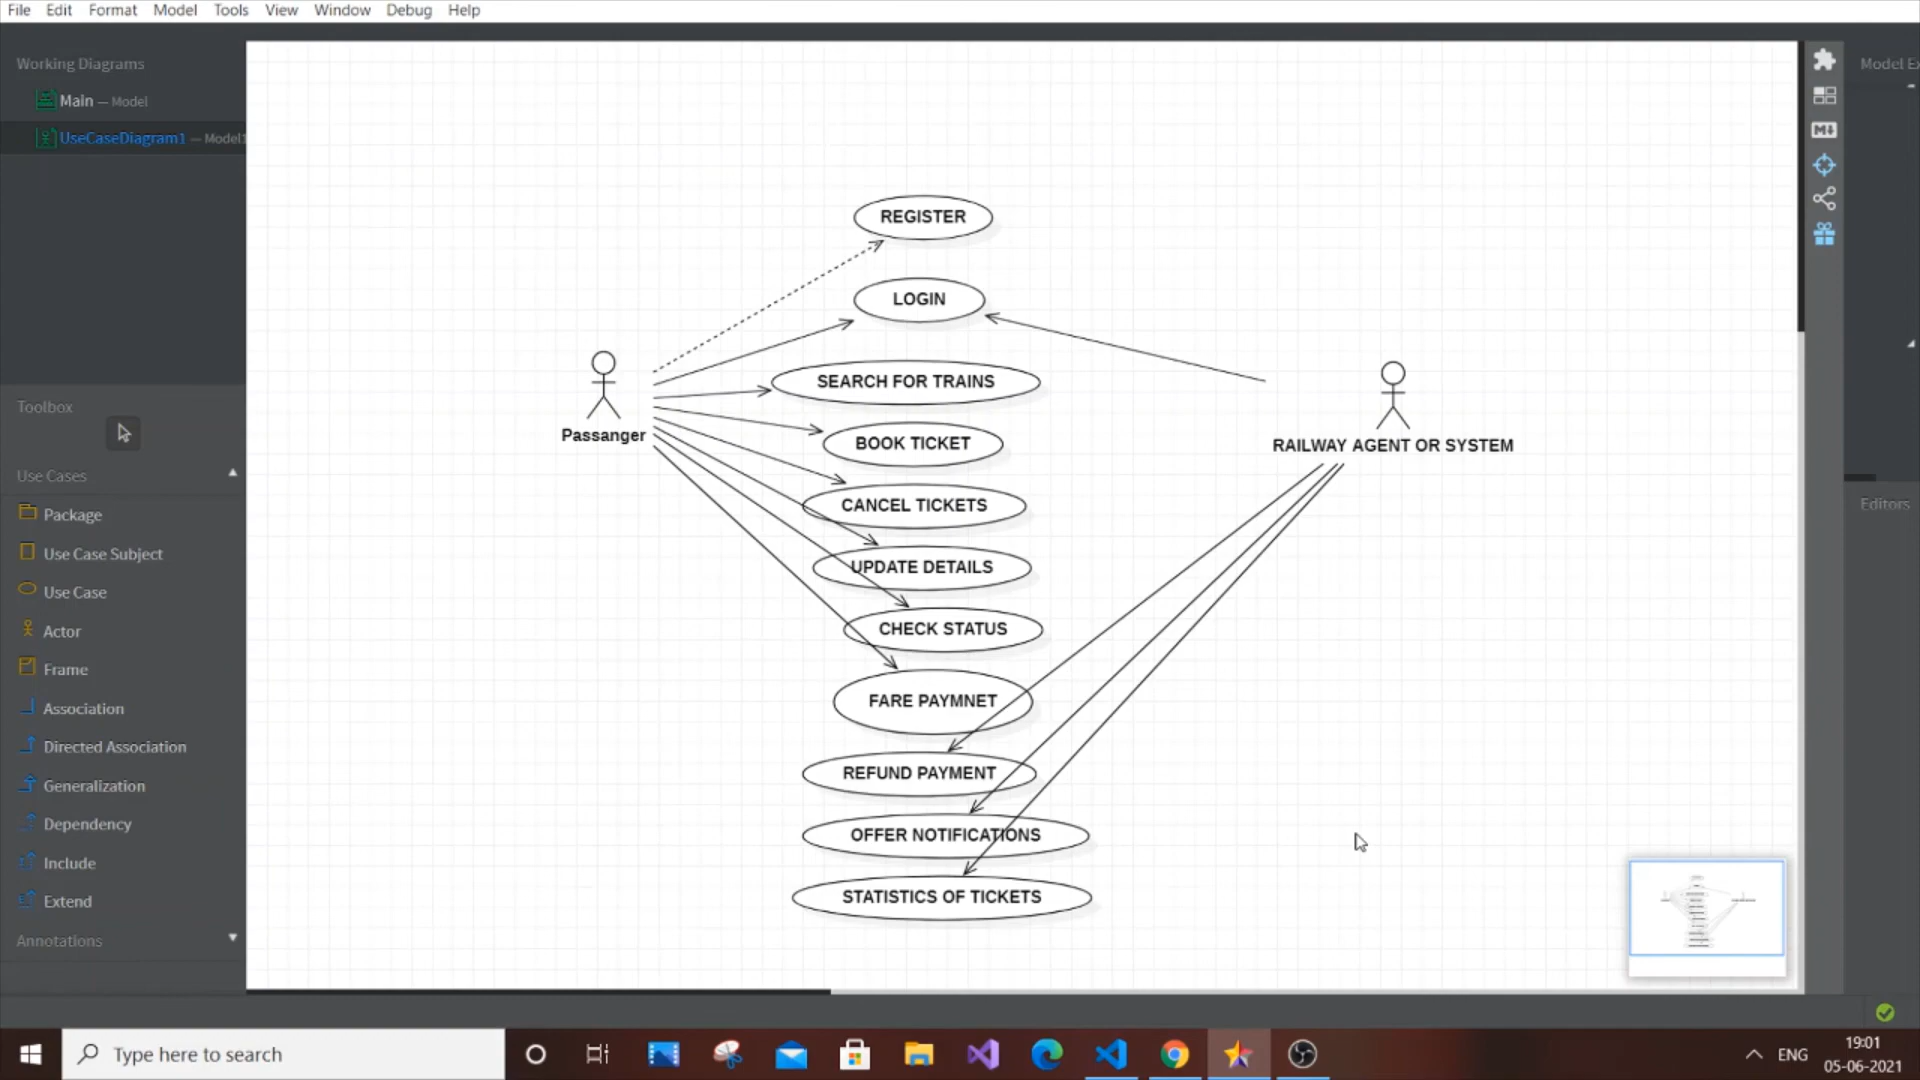 File Edit Format Model Tools View Window Debug Help
Working Diagrams
Main — Model
UseCaseDiagram1 — Model1
Toolbox
Use Cases
Package
Use Case Subject
Use Case
Actor
Frame
Association
Directed Association
Generalization
Dependency
Include
Extend
Annotations
REGISTER
LOGIN
SEARCH FOR TRAINS
BOOK TICKET
CANCEL TICKETS
UPDATE DETAILS
CHECK STATUS
FARE PAYMNET
REFUND PAYMENT
OFFER NOTIFICATIONS
STATISTICS OF TICKETS
Passanger
RAILWAY AGENT OR SYSTEM
M
Model Ex
Editors
Type here to search
ENG
19:01
05-06-2021